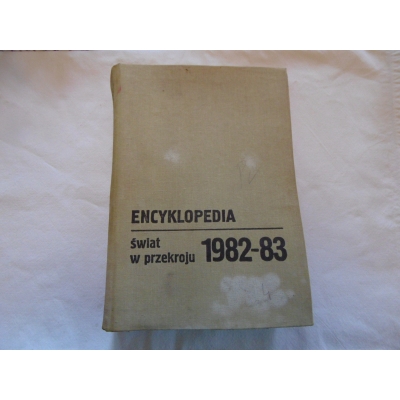 ENCYKLOPEDIA
świat
w przekroju 1982-83